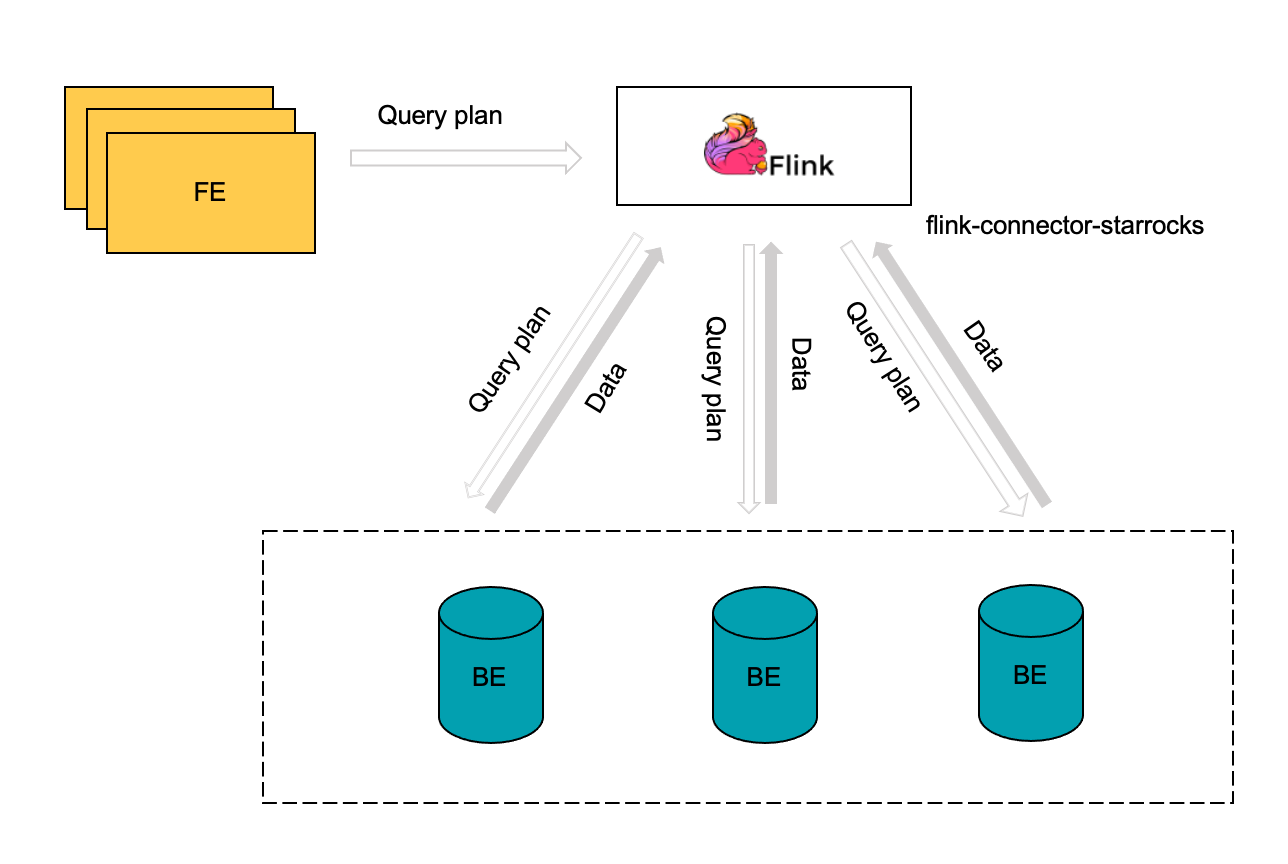 Query plan
FE
Flink
flink-connector-starrocks
Query plan
Data
Query plan
Data
Query plan
Data
BE
BE
BE